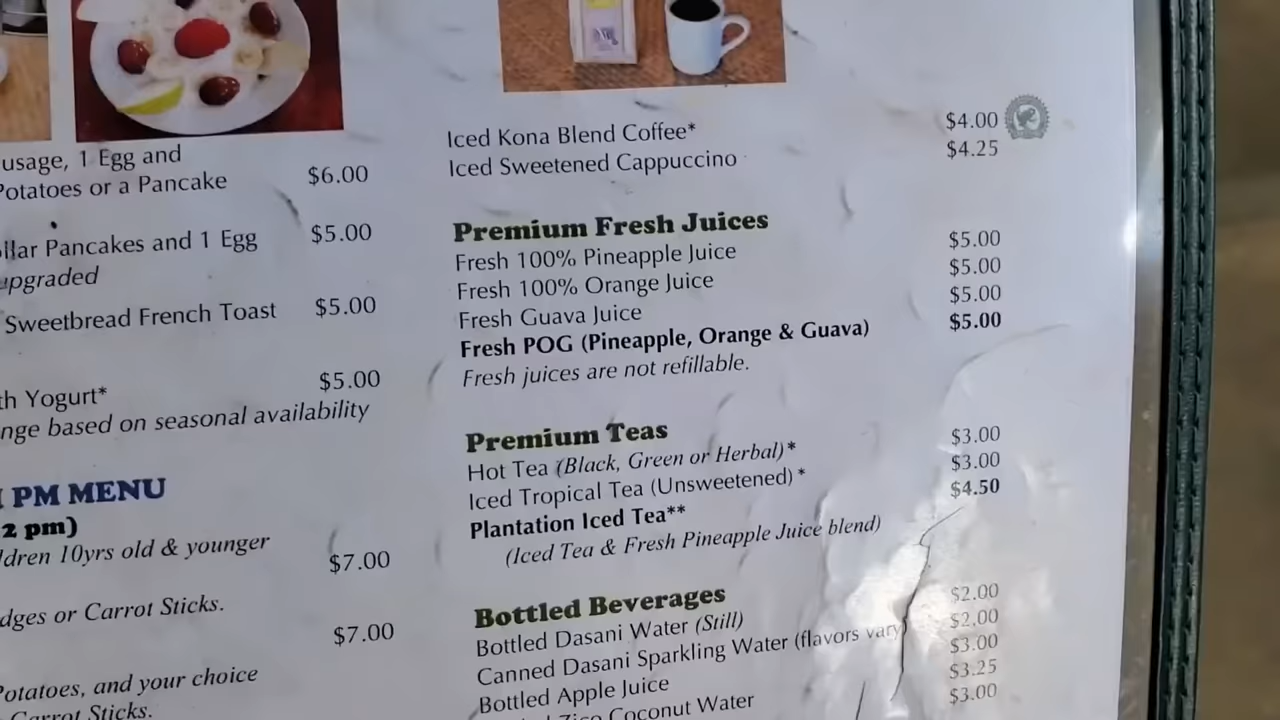 usage, 1 Egg and
Potatoes or a Pancake $6.00
llar Pancakes and 1 Egg $5.00
upgraded
Sweetbread French Toast $5.00
th Yogurt* $5.00
nge based on seasonal availability
PM MENU
2 pm)
ldren 10yrs old & younger
$7.00
dges or Carrot Sticks.
$7.00
Potatoes, and your choice
Carrot Sticks.
Iced Kona Blend Coffee* $4.00
Iced Sweetened Cappuccino $4.25
Premium Fresh Juices
Fresh 100% Pineapple Juice $5.00
Fresh 100% Orange Juice $5.00
Fresh Guava Juice $5.00
Fresh POG (Pineapple, Orange & Guava) $5.00
Fresh juices are not refillable.
Premium Teas
Hot Tea (Black, Green or Herbal)* $3.00
Iced Tropical Tea (Unsweetened)* $3.00
Plantation Iced Tea** $4.50
(Iced Tea & Fresh Pineapple Juice blend)
Bottled Beverages
Bottled Dasani Water (Still) $2.00
Canned Dasani Sparkling Water (flavors vary) $2.00
Bottled Apple Juice $3.00
Zico Coconut Water $3.25
$3.00